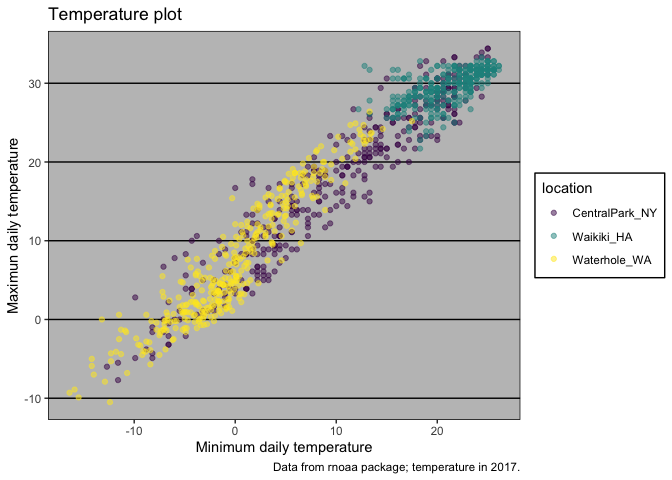 Temperature plot
Maximun daily temperature
30
20
10
0
-10
-10
0
10
20
Minimum daily temperature
location
CentralPark_NY
Waikiki_HA
Waterhole_WA
Data from rnoaa package; temperature in 2017.